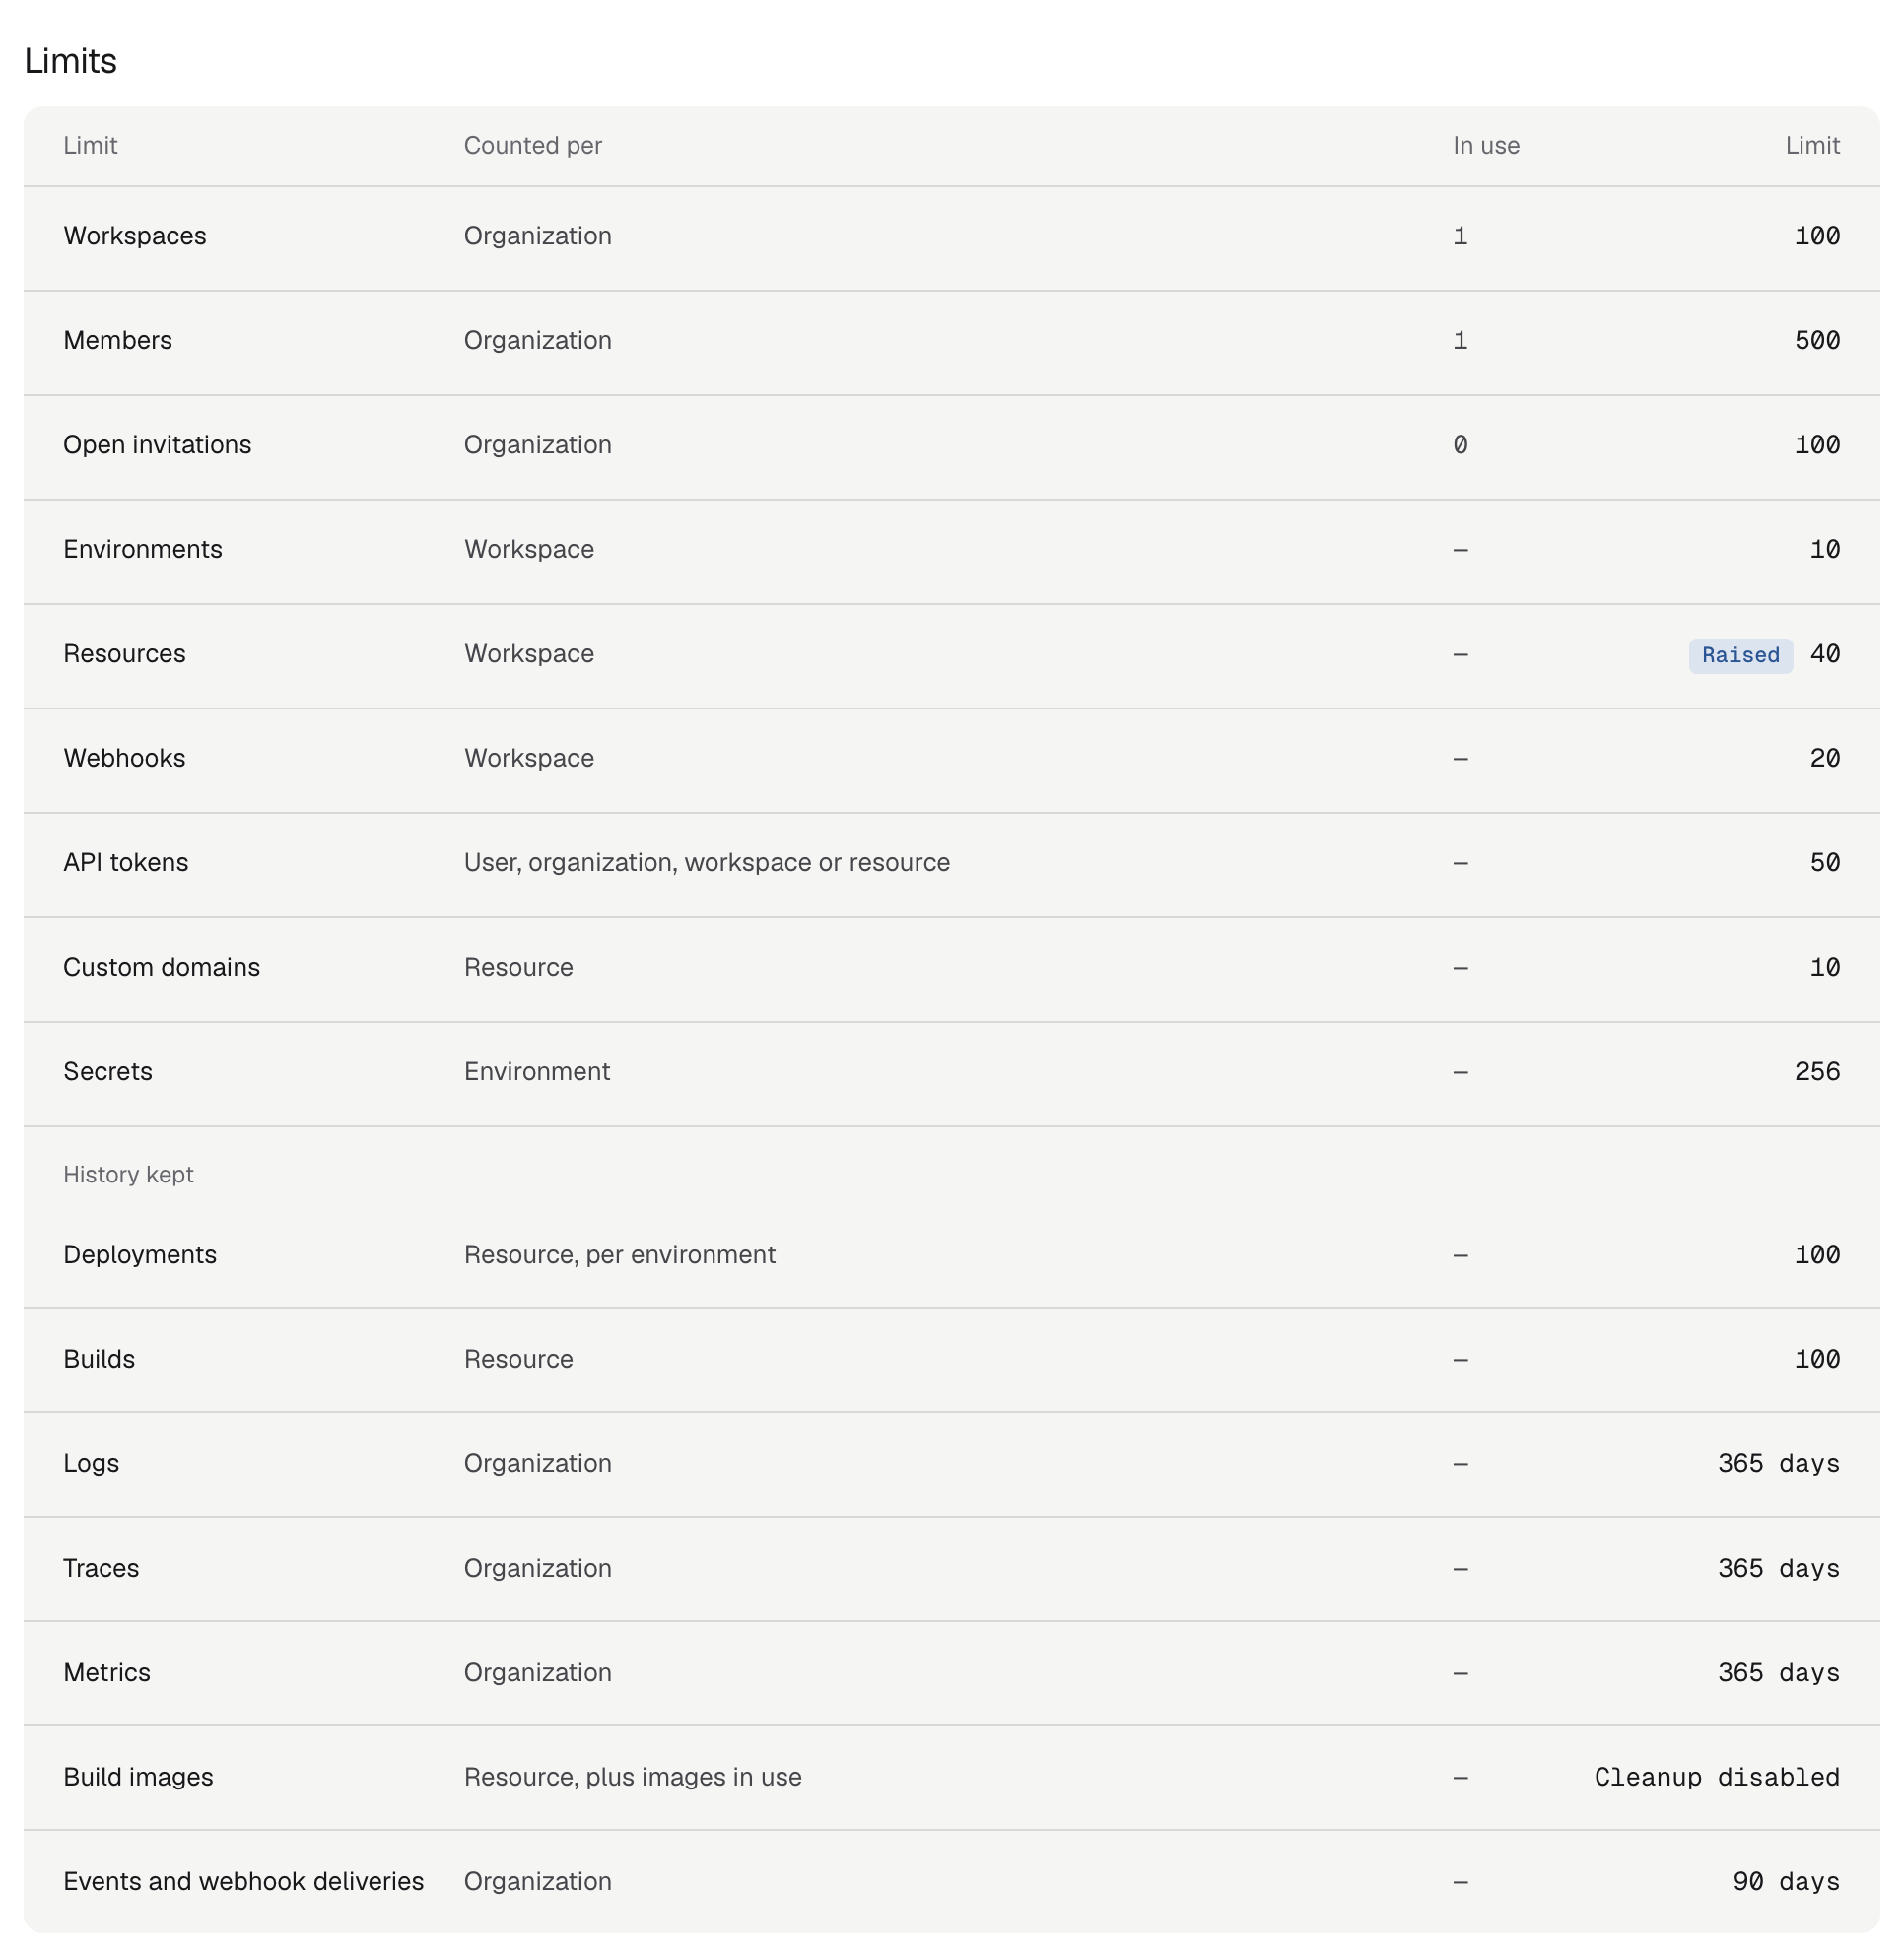 Limits
Limit Counted per In use Limit
Workspaces Organization 1 100
Members Organization 1 500
Open invitations Organization 0 100
Environments Workspace – 10
Resources Workspace – Raised 40
Webhooks Workspace – 20
API tokens User, organization, workspace or resource – 50
Custom domains Resource – 10
Secrets Environment – 256
History kept
Deployments Resource, per environment – 100
Builds Resource – 100
Logs Organization – 365 days
Traces Organization – 365 days
Metrics Organization – 365 days
Build images Resource, plus images in use – Cleanup disabled
Events and webhook deliveries Organization – 90 days